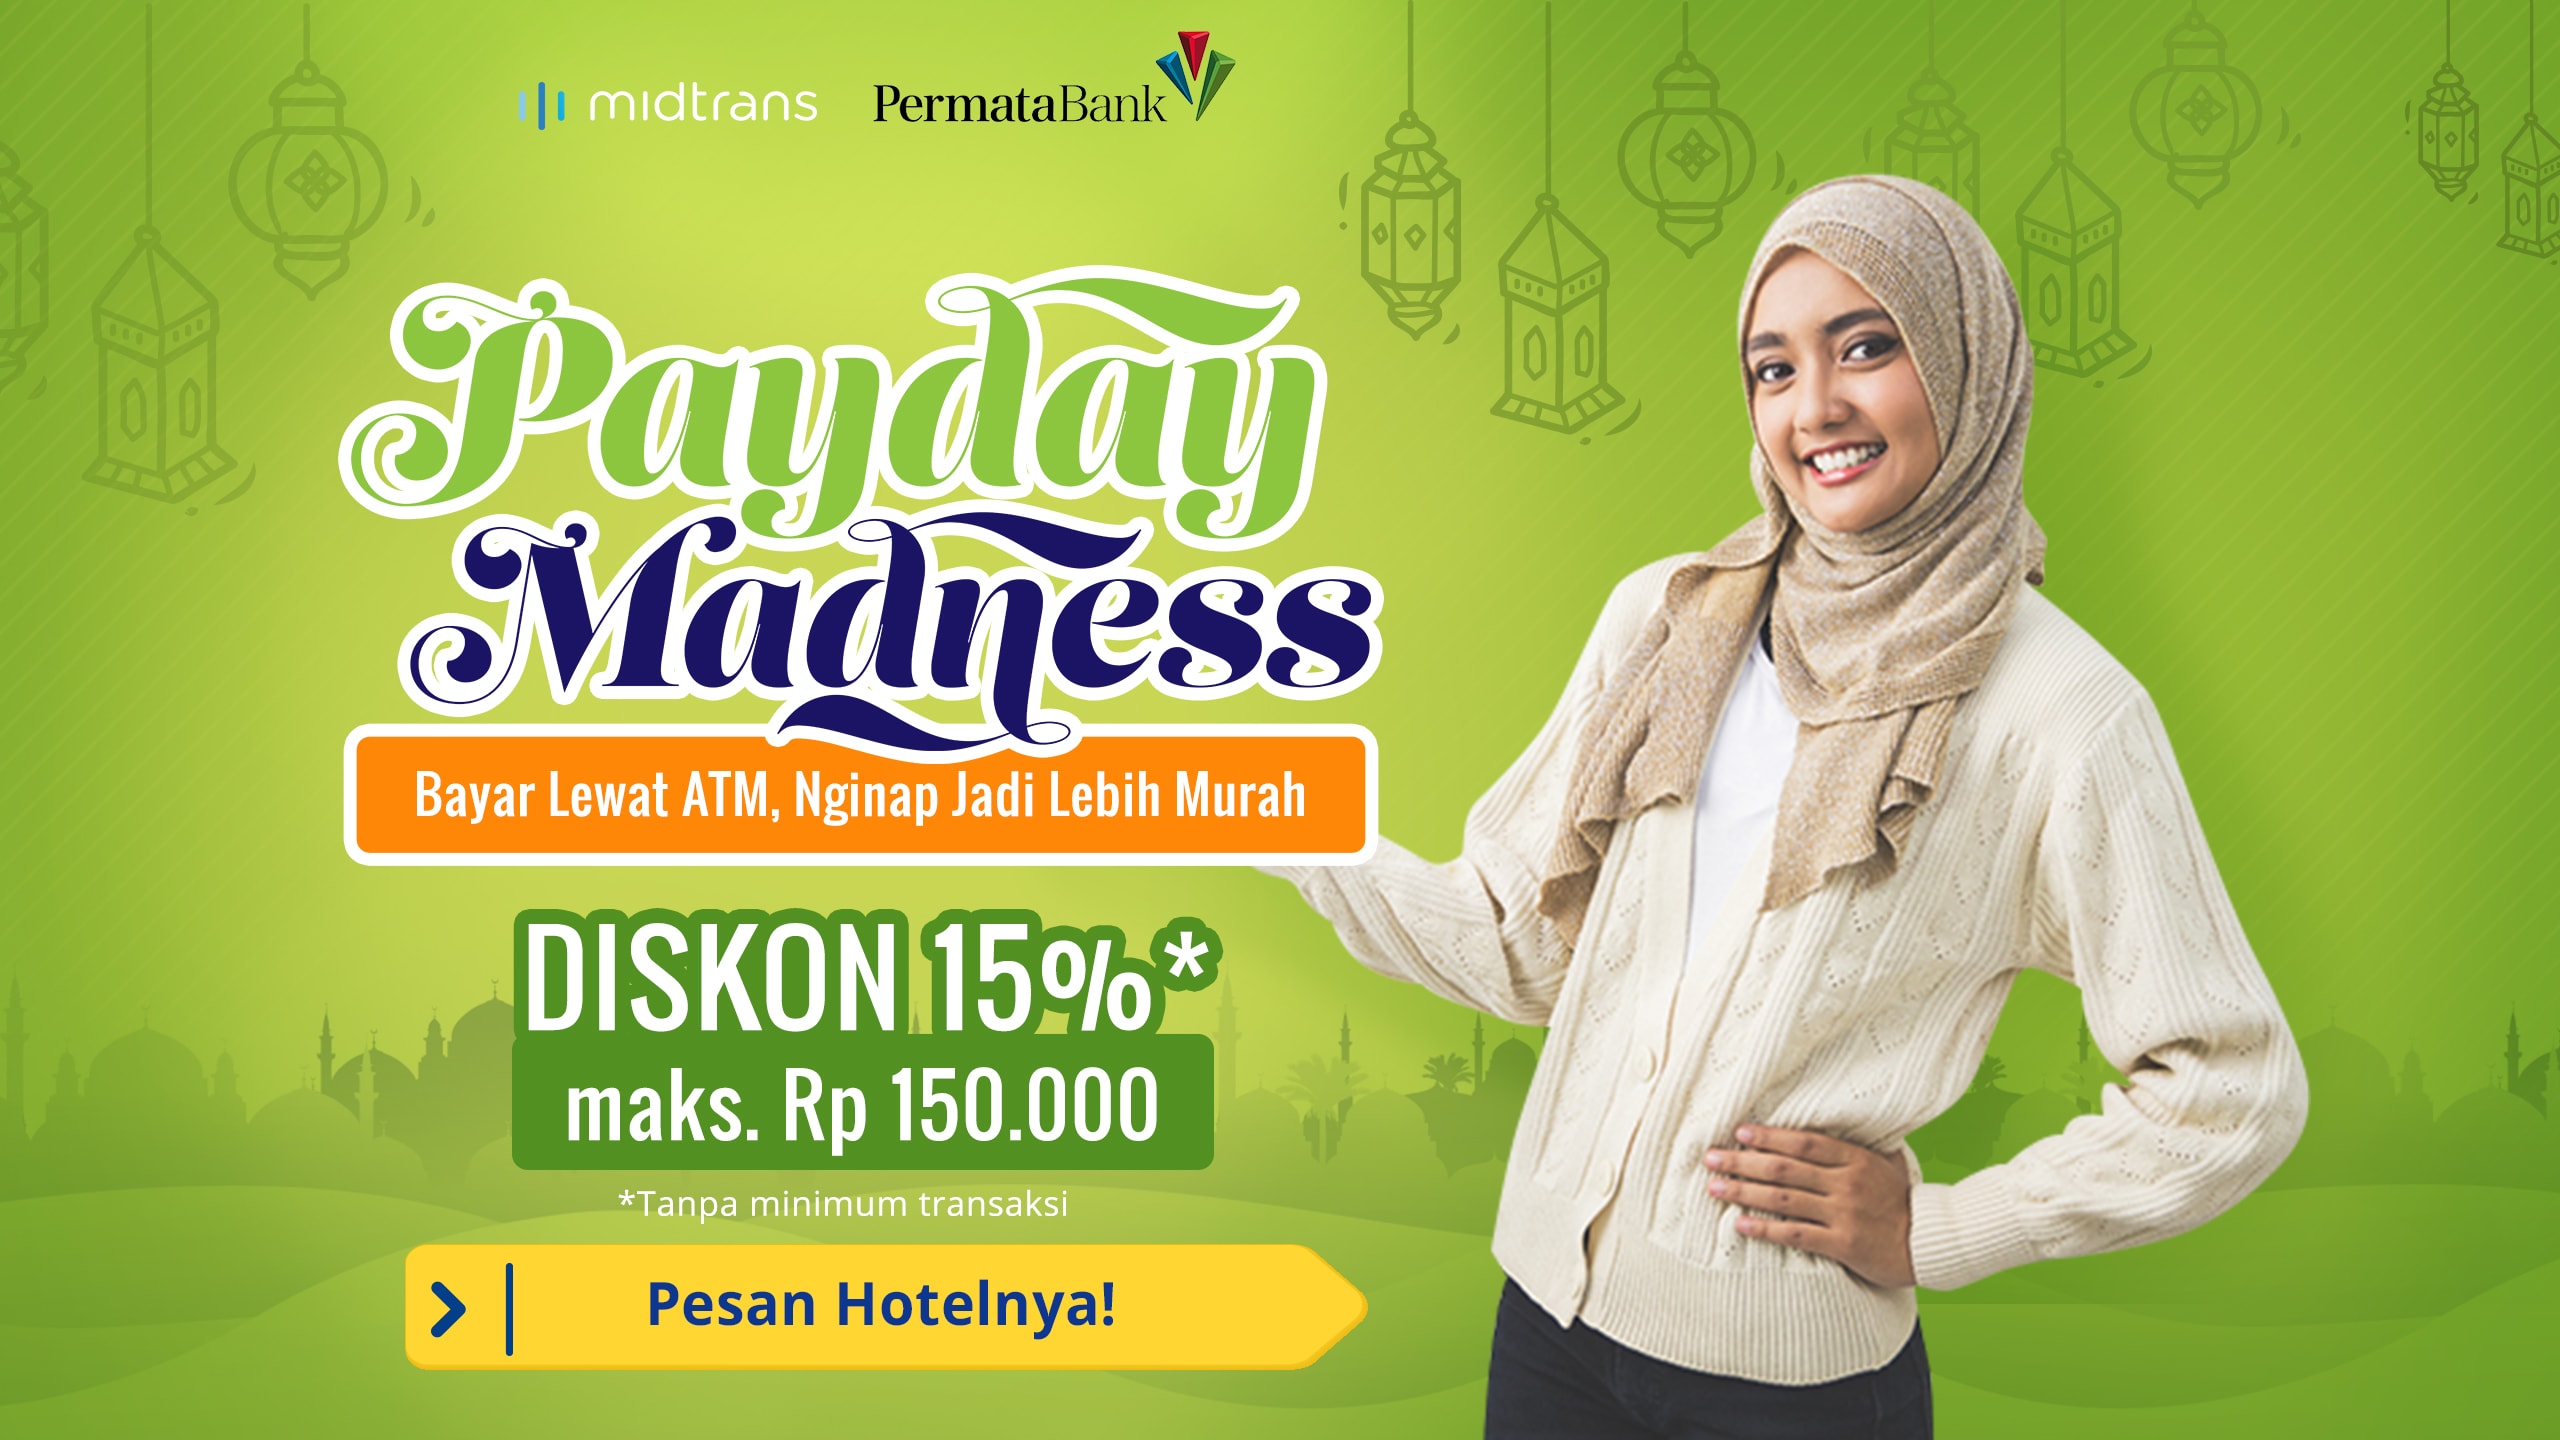 midtrans PermataBank
Payday
Madness
Bayar Lewat ATM, Nginap Jadi Lebih Murah
DISKON 15%*
maks. Rp 150.000
*Tanpa minimum transaksi
Pesan Hotelnya!